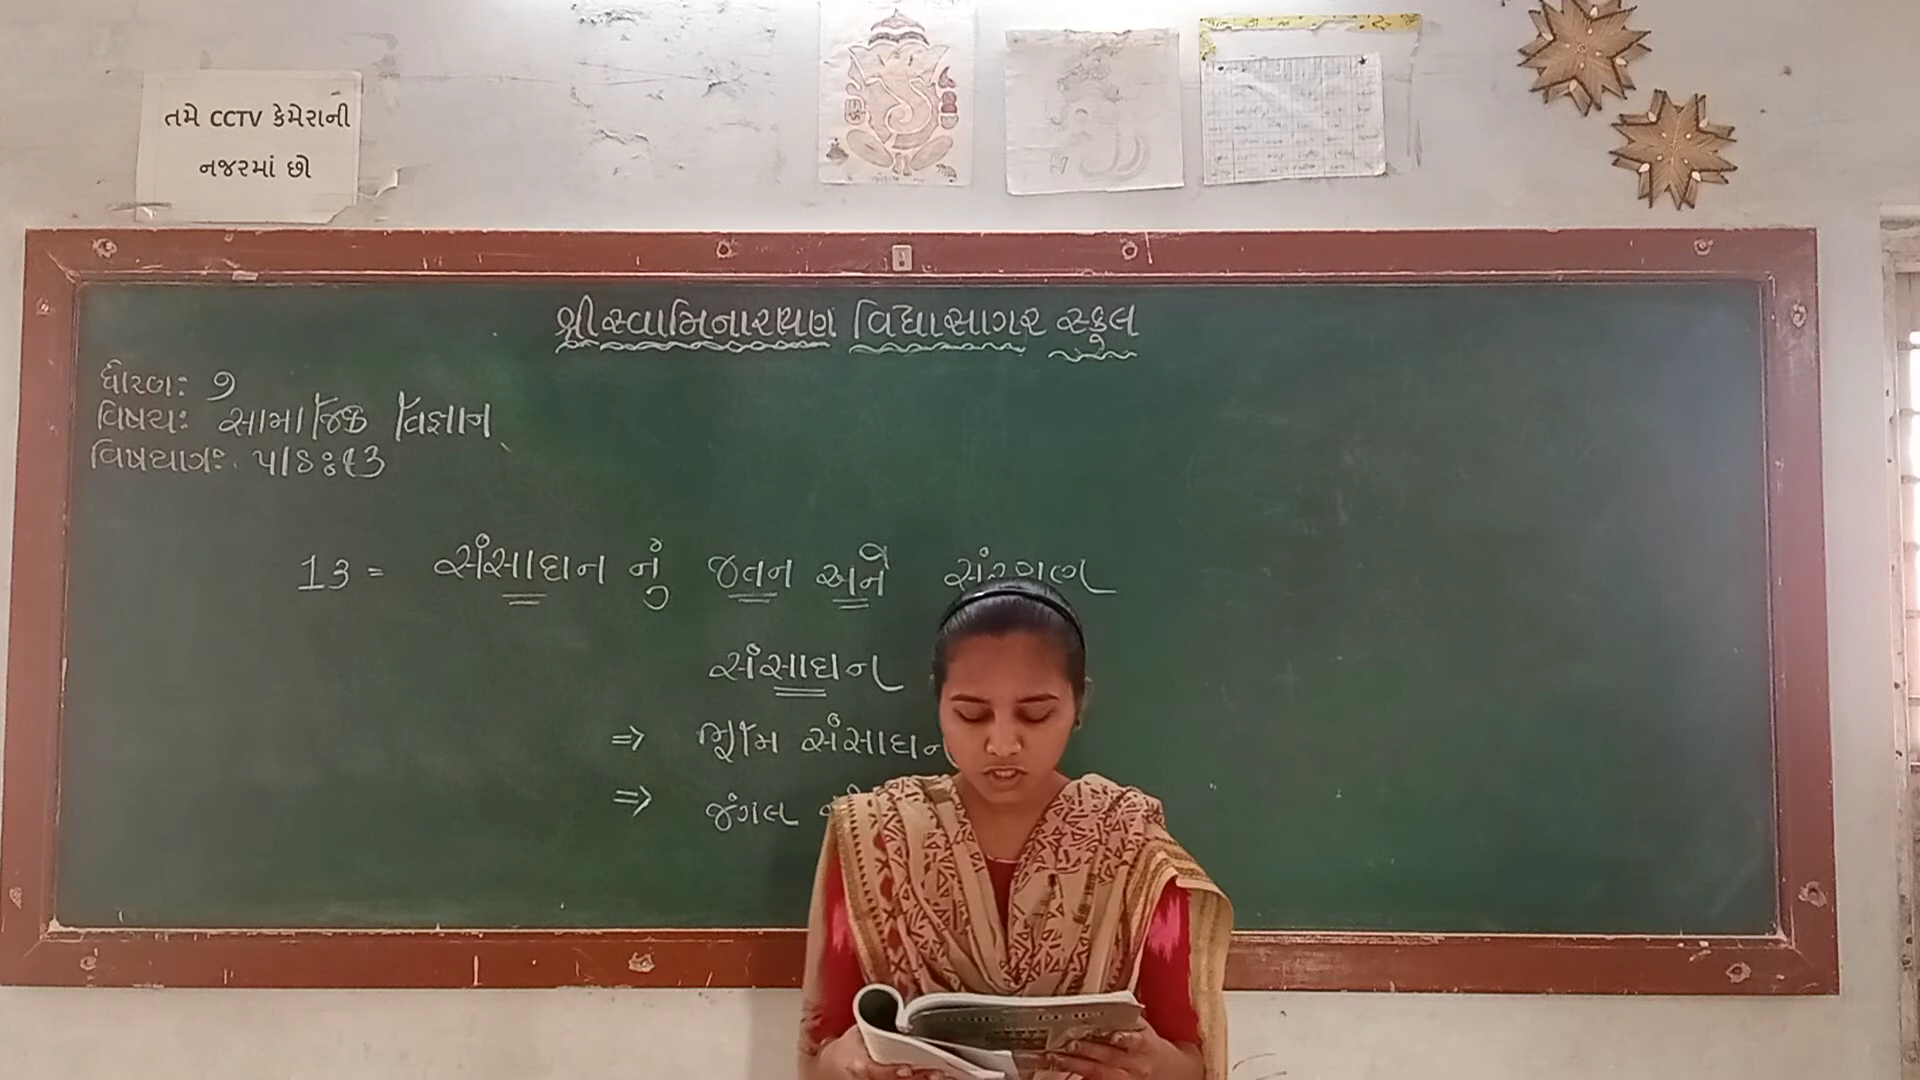 તમે CCTV કેમેરાની
નજરમાં છો
શ્રી સ્વામિનારાયણ વિદ્યાસાગર સ્કુલ
ધોરણ: ૭
વિષય: સામાજિક વિજ્ઞાન
વિષયાગ: પાઠ:૧૩
13 = સંસાધન નું જતન અને સંરક્ષણ
સંસાધન
⇒ ભૂમિ સંસાધન
⇒ જંગલ